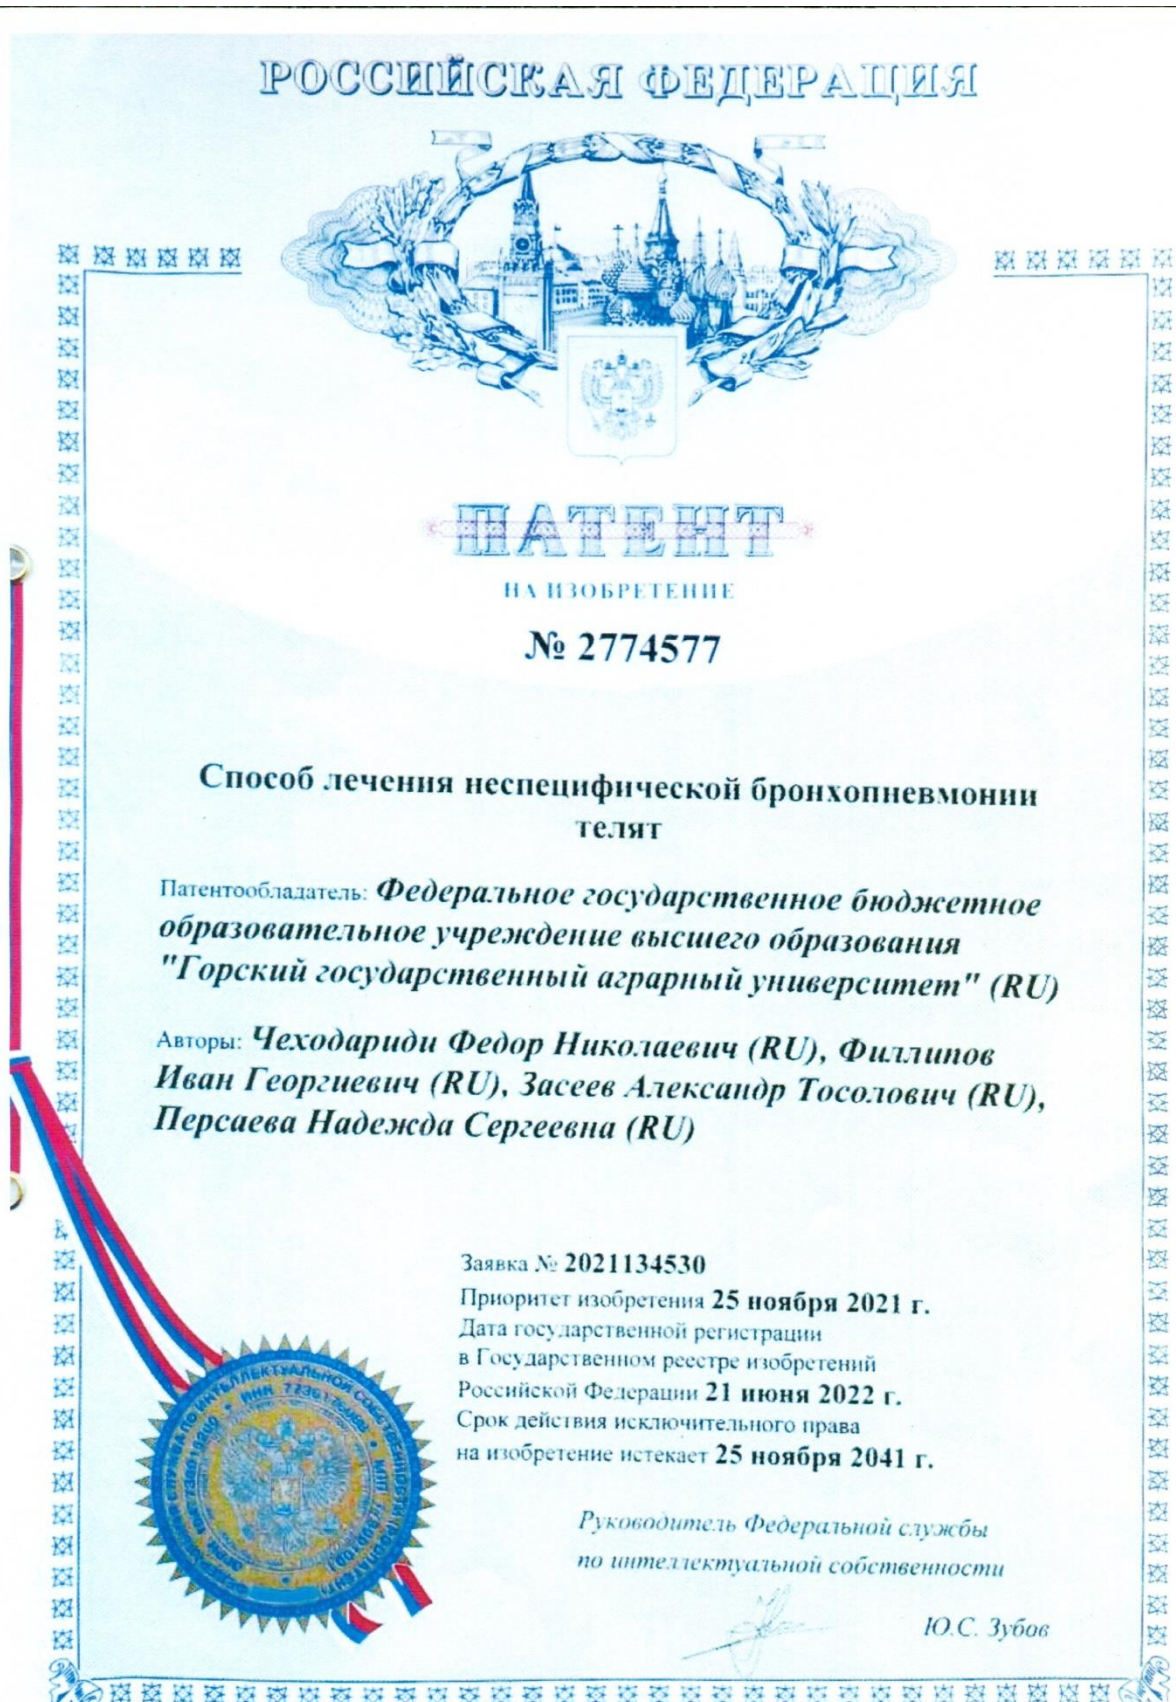 РОССИЙСКАЯ ФЕДЕРАЦИЯ
ПАТЕНТ
НА ИЗОБРЕТЕНИЕ
№ 2774577
Способ лечения неспецифической бронхопневмонии
телят
Патентообладатель: Федеральное государственное бюджетное
образовательное учреждение высшего образования
"Горский государственный аграрный университет" (RU)
Авторы: Чеходариди Федор Николаевич (RU), Филлипов
Иван Георгиевич (RU), Засеев Александр Тосолович (RU),
Персаева Надежда Сергеевна (RU)
Заявка № 2021134530
Приоритет изобретения 25 ноября 2021 г.
Дата государственной регистрации
в Государственном реестре изобретений
Российской Федерации 21 июня 2022 г.
Срок действия исключительного права
на изобретение истекает 25 ноября 2041 г.
Руководитель Федеральной службы
по интеллектуальной собственности
Ю.С. Зубов
ПО ИНТЕЛЛЕКТУАЛЬНОЙ СОБСТВЕННОСТИ